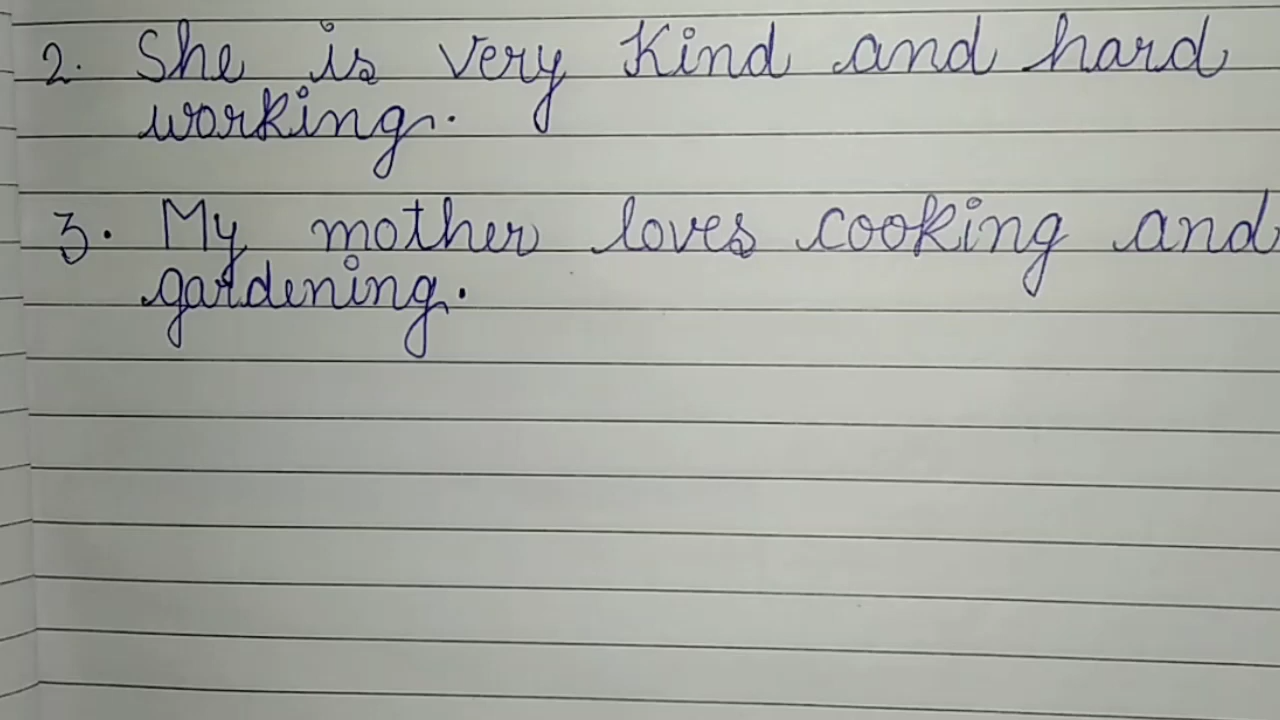 2. She is very kind and hard
working.
3. My mother loves cooking and
gardening.